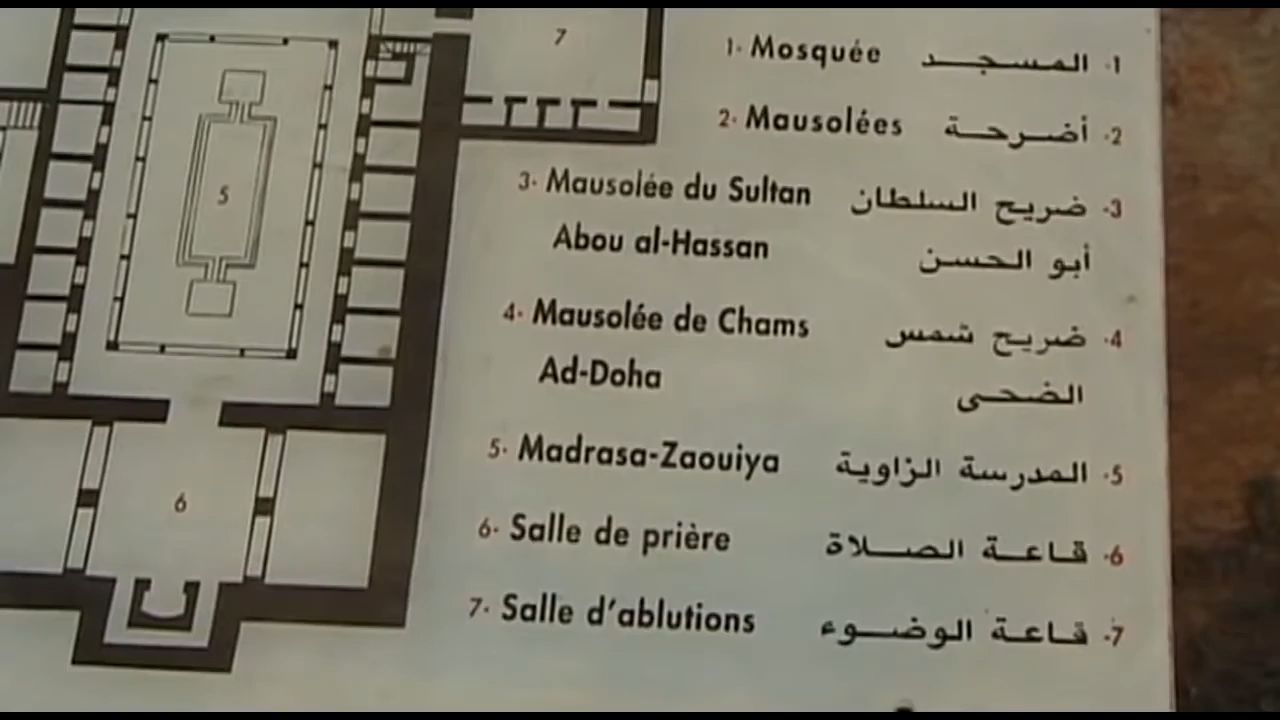 7
5
6
1- Mosquée المسجد -1
2- Mausolées أضرحة -2
3- Mausolée du Sultan ضريح السلطان -3
Abou al-Hassan أبو الحسن
4- Mausolée de Chams ضريح شمس -4
Ad-Doha الضحى
5- Madrasa-Zaouiya المدرسة الزاوية -5
6- Salle de prière قاعة الصلاة -6
7- Salle d'ablutions قاعة الوضوء -7